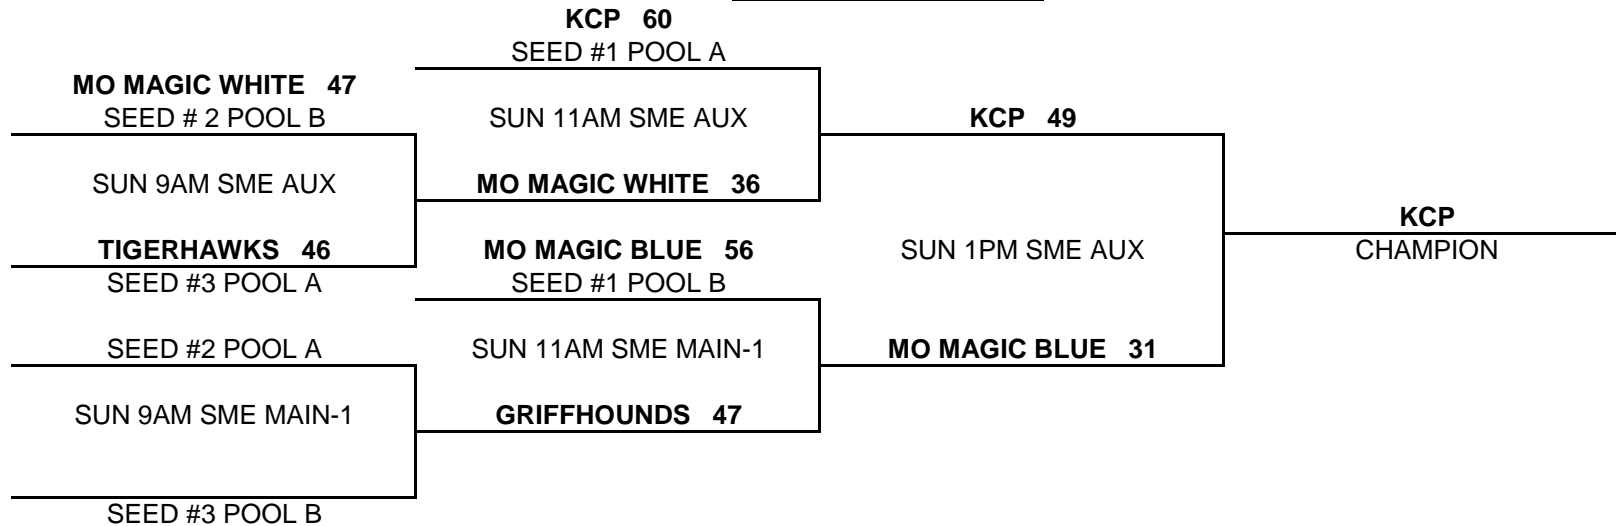 KCP 60
SEED #1 POOL A
MO MAGIC WHITE 47
SEED # 2 POOL B
SUN 11AM SME AUX
KCP 49
SUN 9AM SME AUX
MO MAGIC WHITE 36
KCP
TIGERHAWKS 46
MO MAGIC BLUE 56
SUN 1PM SME AUX
CHAMPION
SEED #3 POOL A
SEED #1 POOL B
SEED #2 POOL A
SUN 11AM SME MAIN-1
MO MAGIC BLUE 31
SUN 9AM SME MAIN-1
GRIFFHOUNDS 47
SEED #3 POOL B